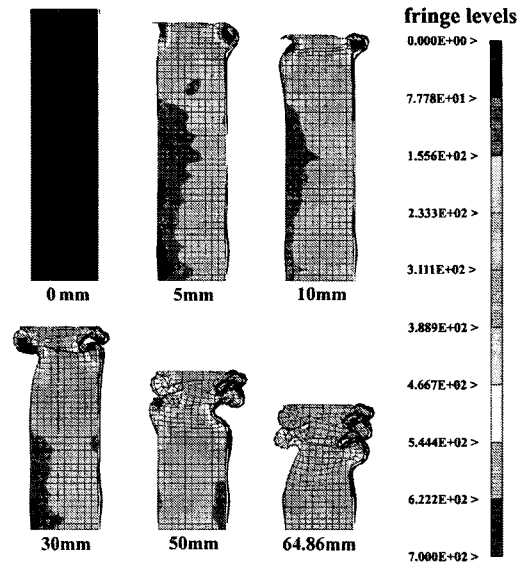 fringe levels
0.000E+00 >
7.778E+01 >
1.556E+02 >
2.333E+02 >
3.111E+02 >
3.889E+02 >
4.667E+02 >
5.444E+02 >
6.222E+02 >
7.000E+02 >
0 mm
5mm
10mm
30mm
50mm
64.86mm